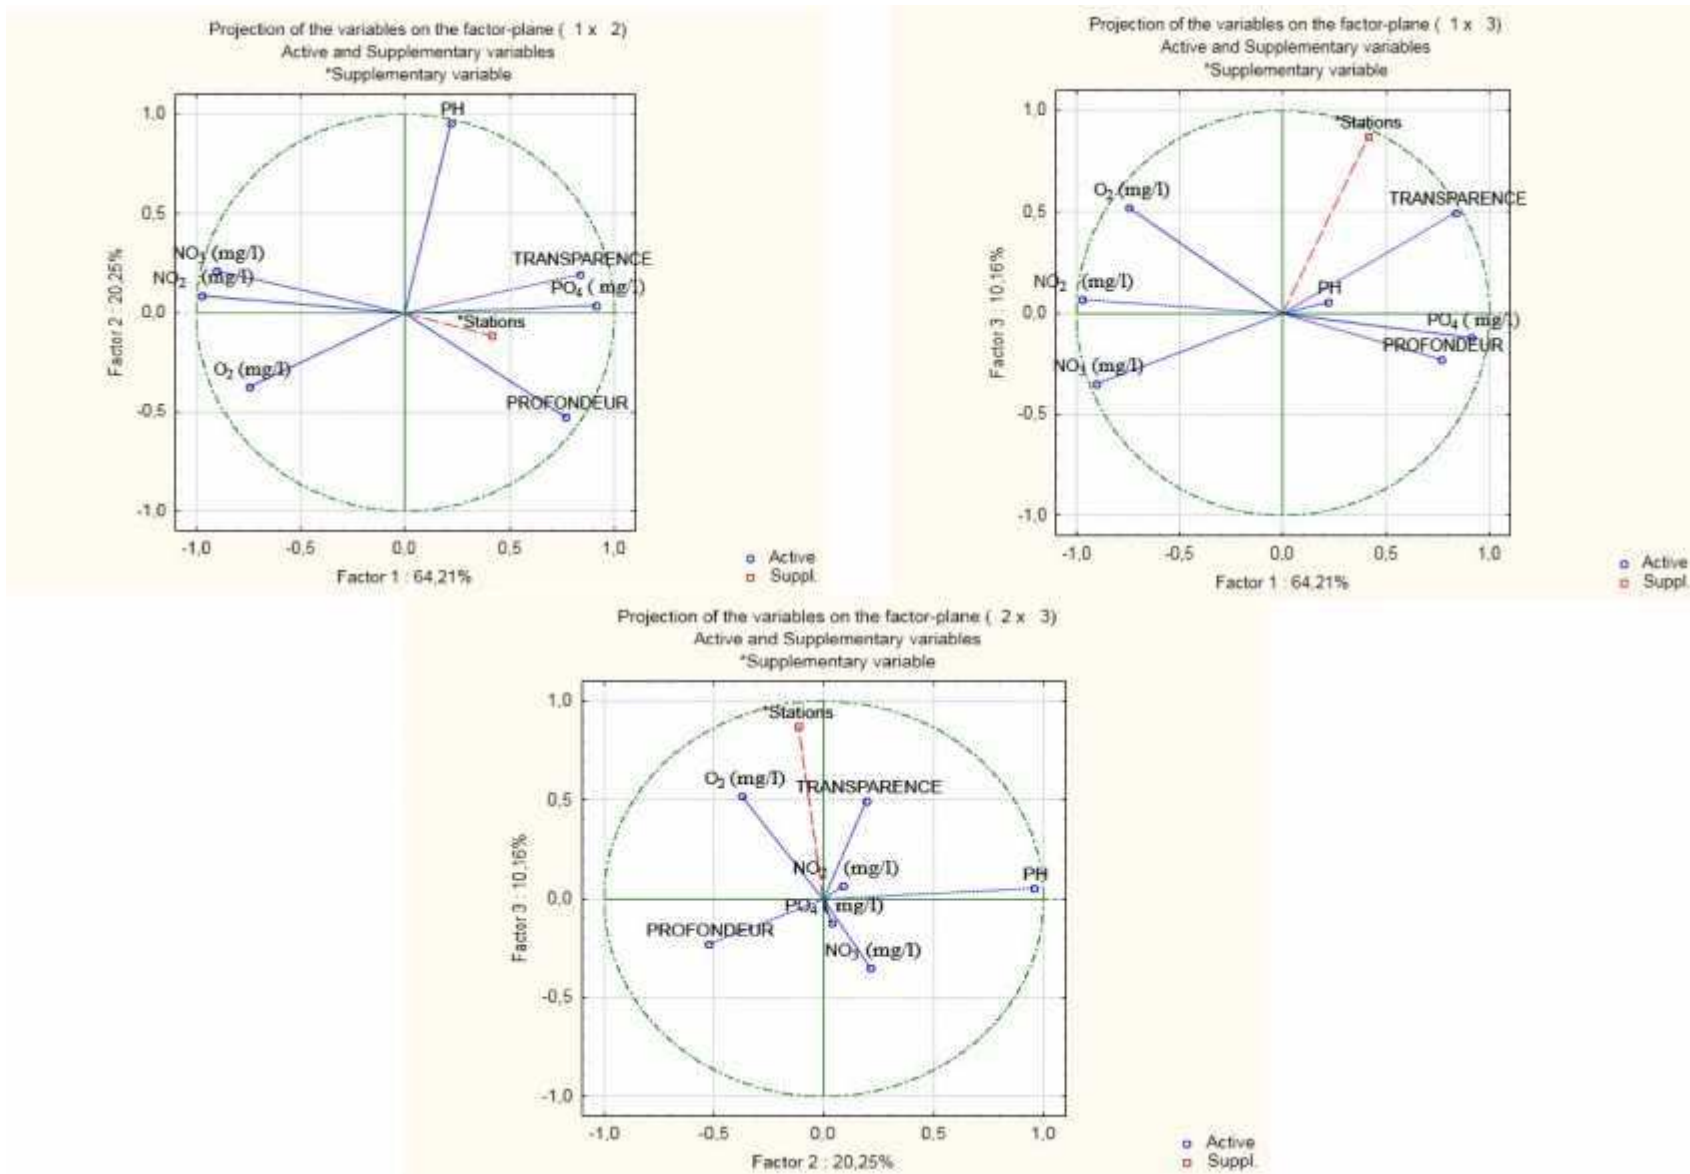 Projection of the variables on the factor-plane ( 1 x 2)
Active and Supplementary variables
*Supplementary variable
PH
1,0
0,5
0,0
-0,5
-1,0
Factor 2 : 20,25%
NO3 (mg/l)
NO2 (mg/l)
TRANSPARENCE
PO4 ( mg/l)
*Stations
O2 (mg/l)
PROFONDEUR
-1,0 -0,5 0,0 0,5 1,0
Factor 1 : 64,21%
Active
Suppl.
Projection of the variables on the factor-plane ( 1 x 3)
Active and Supplementary variables
*Supplementary variable
1,0
0,5
0,0
-0,5
-1,0
Factor 3 : 10,16%
*Stations
O2 (mg/l)
TRANSPARENCE
NO2 (mg/l)
PH
PO4 ( mg/l)
PROFONDEUR
NO3 (mg/l)
-1,0 -0,5 0,0 0,5 1,0
Factor 1 : 64,21%
Active
Suppl.
Projection of the variables on the factor-plane ( 2 x 3)
Active and Supplementary variables
*Supplementary variable
1,0
0,5
0,0
-0,5
-1,0
Factor 3 : 10,16%
*Stations
O2 (mg/l)
TRANSPARENCE
NO2 (mg/l)
PH
PO4 ( mg/l)
PROFONDEUR
NO3 (mg/l)
-1,0 -0,5 0,0 0,5 1,0
Factor 2 : 20,25%
Active
Suppl.